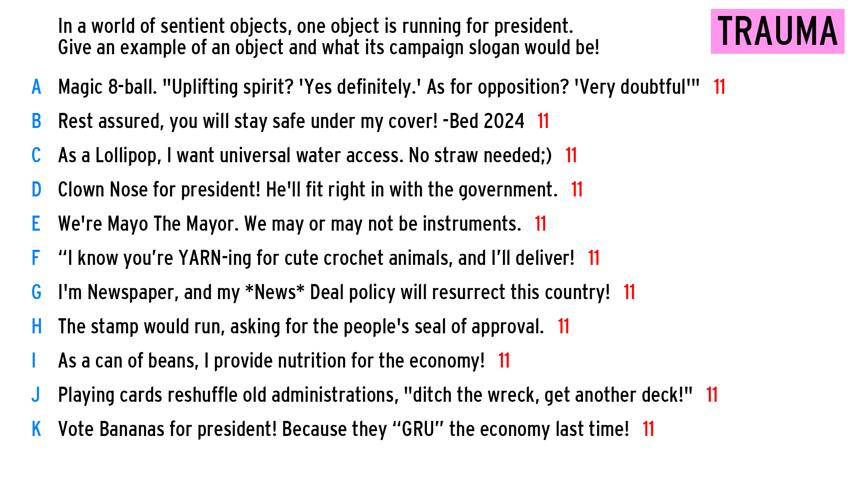 In a world of sentient objects, one object is running for president.
Give an example of an object and what its campaign slogan would be!
TRAUMA
A Magic 8-ball. "Uplifting spirit? 'Yes definitely.' As for opposition? 'Very doubtful'" 11
B Rest assured, you will stay safe under my cover! -Bed 2024 11
C As a Lollipop, I want universal water access. No straw needed;) 11
D Clown Nose for president! He'll fit right in with the government. 11
E We're Mayo The Mayor. We may or may not be instruments. 11
F “I know you’re YARN-ing for cute crochet animals, and I’ll deliver! 11
G I'm Newspaper, and my *News* Deal policy will resurrect this country! 11
H The stamp would run, asking for the people's seal of approval. 11
I As a can of beans, I provide nutrition for the economy! 11
J Playing cards reshuffle old administrations, "ditch the wreck, get another deck!" 11
K Vote Bananas for president! Because they “GRU” the economy last time! 11